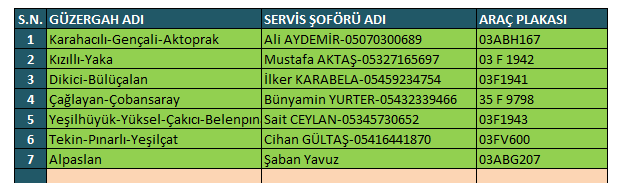 S.N. GÜZERGAH ADI SERVİS ŞOFÖRÜ ADI ARAÇ PLAKASI
1 Karahacılı-Gençali-Aktoprak Ali AYDEMİR-05070300689 03ABH167
2 Kızıllı-Yaka Mustafa AKTAŞ-05327165697 03 F 1942
3 Dikici-Bülüçalan İlker KARABELA-05459234754 03F1941
4 Çağlayan-Çobansaray Bünyamin YURTER-05432339466 35 F 9798
5 Yeşilhüyük-Yüksel-Çakıcı-Belenpın Sait CEYLAN-05345730652 03F1943
6 Tekin-Pınarlı-Yeşilçat Cihan GÜLTAŞ-05416441870 03FV600
7 Alpaslan Şaban Yavuz 03ABG207